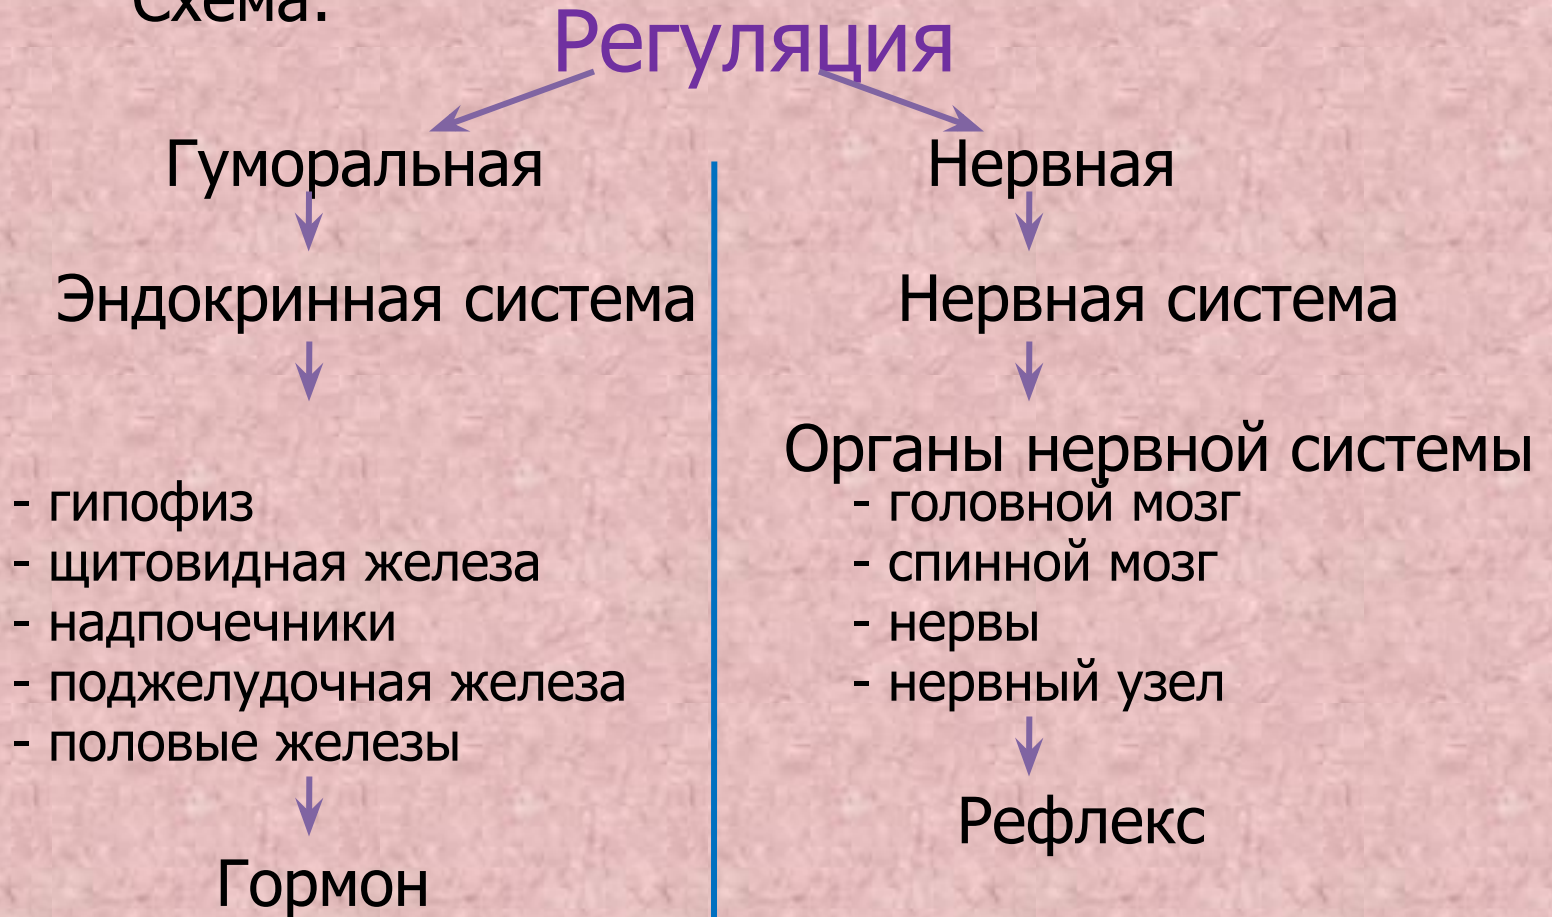 Схема:
Регуляция
Гуморальная
Эндокринная система
- гипофиз
- щитовидная железа
- надпочечники
- поджелудочная железа
- половые железы
Гормон
Нервная
Нервная система
Органы нервной системы
- головной мозг
- спинной мозг
- нервы
- нервный узел
Рефлекс